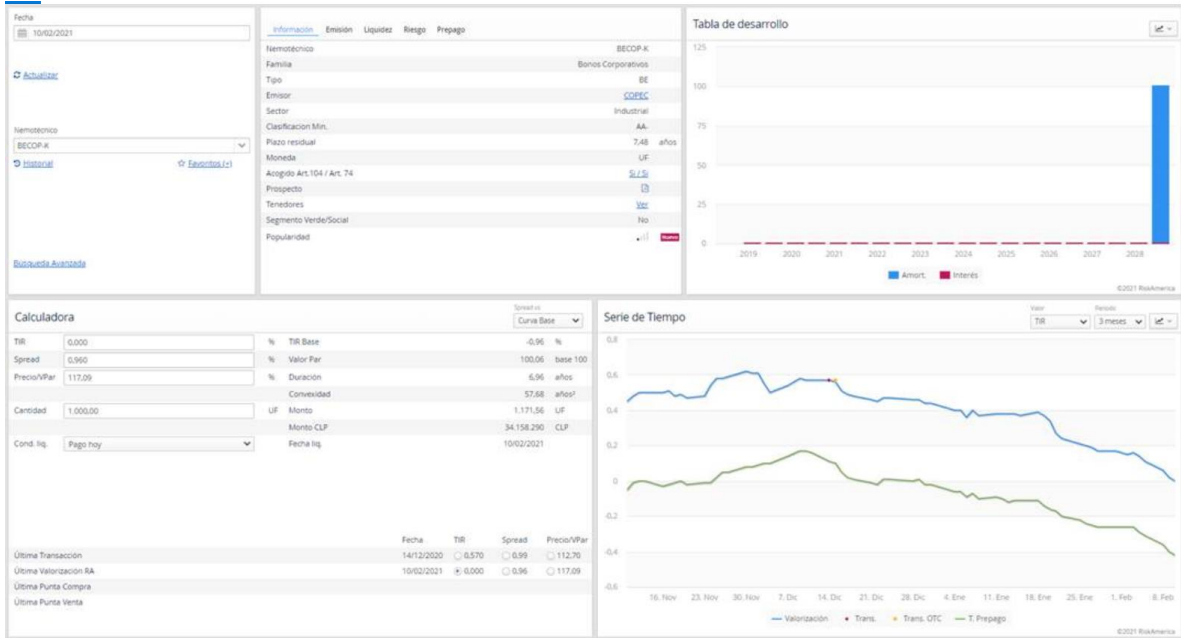 Fecha
10/02/2021
Actualizar
Nemotécnico
BECOP-K
Historial Favoritos (+)
Búsqueda Avanzada
Información Emisión Liquidez Riesgo Prepago
Nemotécnico BECOP-K
Familia Bonos Corporativos
Tipo BE
Emisor COPEC
Sector Industrial
Clasificacion Min. AA-
Plazo residual 7,48 años
Moneda UF
Acogido Art.104 / Art. 74 Si / Si
Prospecto
Tenedores Ver
Segmento Verde/Social No
Popularidad Nuevo
Tabla de desarrollo
125
100
75
50
25
0
2019 2020 2021 2022 2023 2024 2025 2026 2027 2028
Amort. Interés
©2021 RiskAmerica
Calculadora
Spread vs
Curva Base
TIR 0,000 % TIR Base -0,96 %
Spread 0,960 % Valor Par 100,06 base 100
Precio/VPar 117,09 % Duración 6,96 años
Convexidad 57,68 años²
Cantidad 1.000,00 UF Monto 1.171,56 UF
Monto CLP 34.158.290 CLP
Cond. liq. Pago hoy Fecha liq. 10/02/2021
Fecha TIR Spread Precio/VPar
Última Transacción 14/12/2020 0,570 0,99 112,70
Última Valorización RA 10/02/2021 0,000 0,96 117,09
Última Punta Compra
Última Punta Venta
Serie de Tiempo
Valor Periodo
TIR 3 meses
0,8
0,6
0,4
0,2
0
-0,2
-0,4
-0,6
16. Nov 23. Nov 30. Nov 7. Dic 14. Dic 21. Dic 28. Dic 4. Ene 11. Ene 18. Ene 25. Ene 1. Feb 8. Feb
Valorización Trans. Trans. OTC T. Prepago
©2021 RiskAmerica